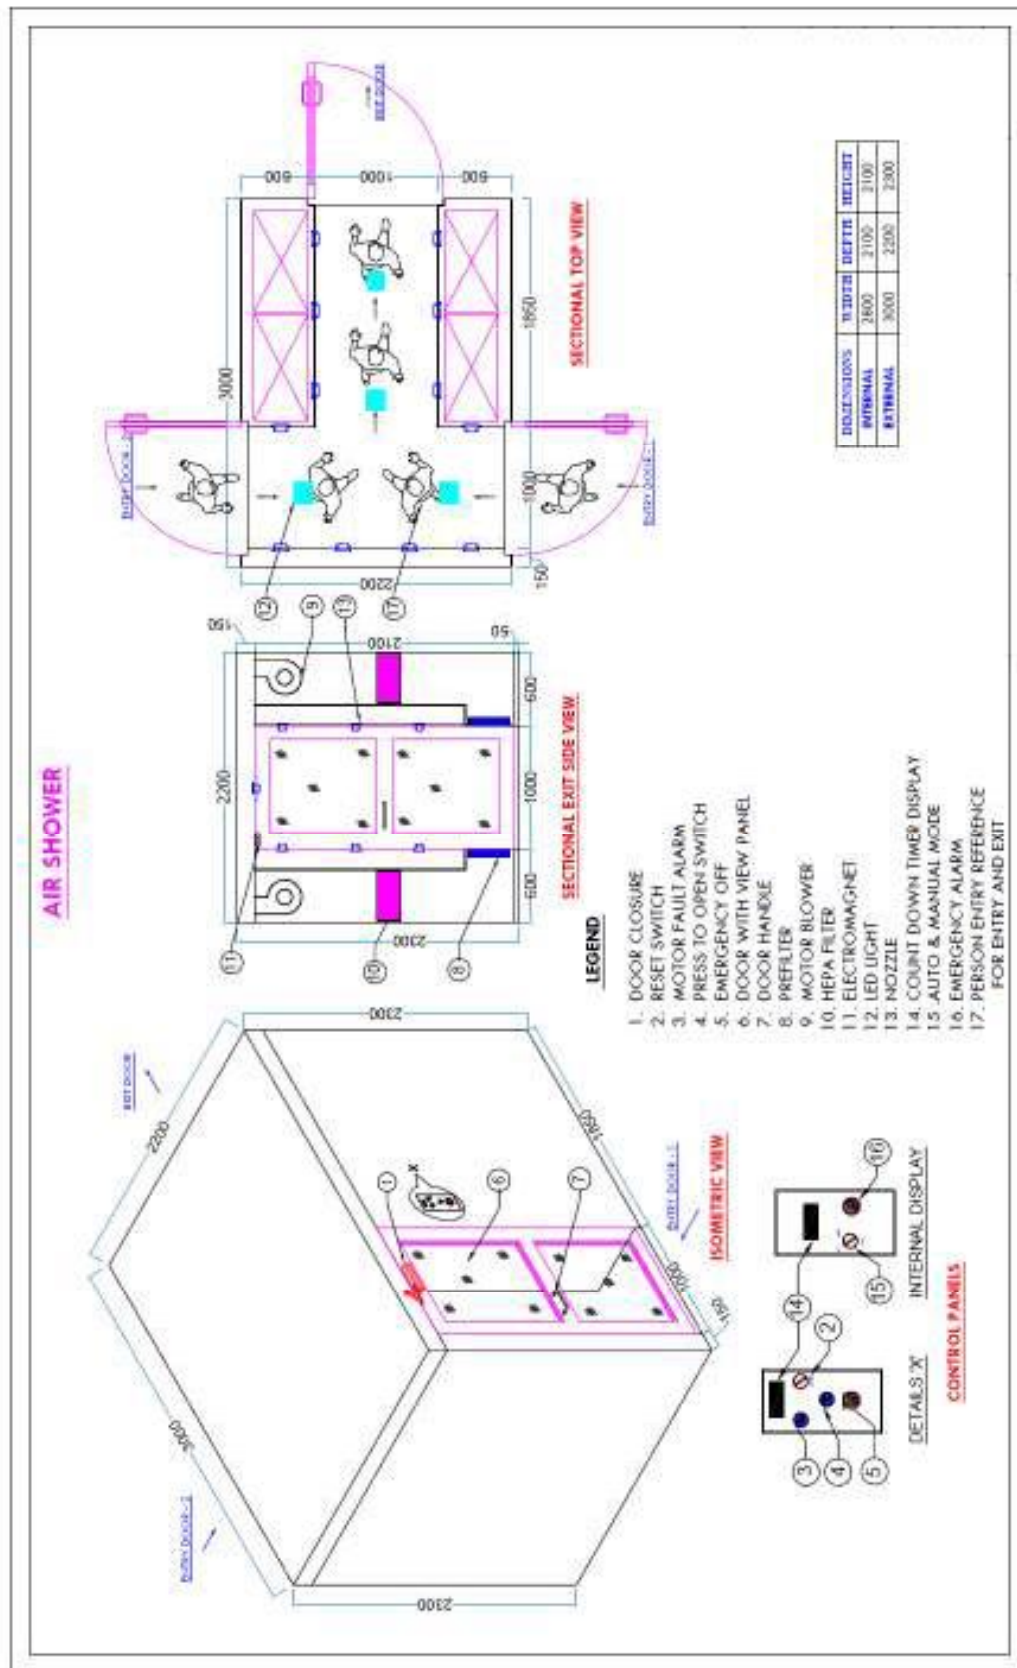 AIR SHOWER
EXIT DOOR
2200
3000
ENTRY DOOR - 2
2300
2300
1
X
6
7
1850
1000
150
ENTRY DOOR - 1
ISOMETRIC VIEW
2200
150
2100
50
2300
600
1000
600
11
10
8
9
13
SECTIONAL EXIT SIDE VIEW
ENTRY DOOR - 2
EXIT DOOR
3000
600
1000
600
2200
150
1000
1850
12
17
ENTRY DOOR - 1
SECTIONAL TOP VIEW
LEGEND
1. DOOR CLOSURE
2. RESET SWITCH
3. MOTOR FAULT ALARM
4. PRESS TO OPEN SWITCH
5. EMERGENCY OFF
6. DOOR WITH VIEW PANEL
7. DOOR HANDLE
8. PREFILTER
9. MOTOR BLOWER
10. HEPA FILTER
11. ELECTROMAGNET
12. LED LIGHT
13. NOZZLE
14. COUNT DOWN TIMER DISPLAY
15. AUTO & MANUAL MODE
16. EMERGENCY ALARM
17. PERSON ENTRY REFERENCE
FOR ENTRY AND EXIT
3
4
5
2
14
15
16
DETAILS 'X'
INTERNAL DISPLAY
CONTROL PANELS
DIMENSIONS WIDTH DEPTH HEIGHT
INTERNAL 2800 2100 2100
EXTERNAL 3000 2200 2300